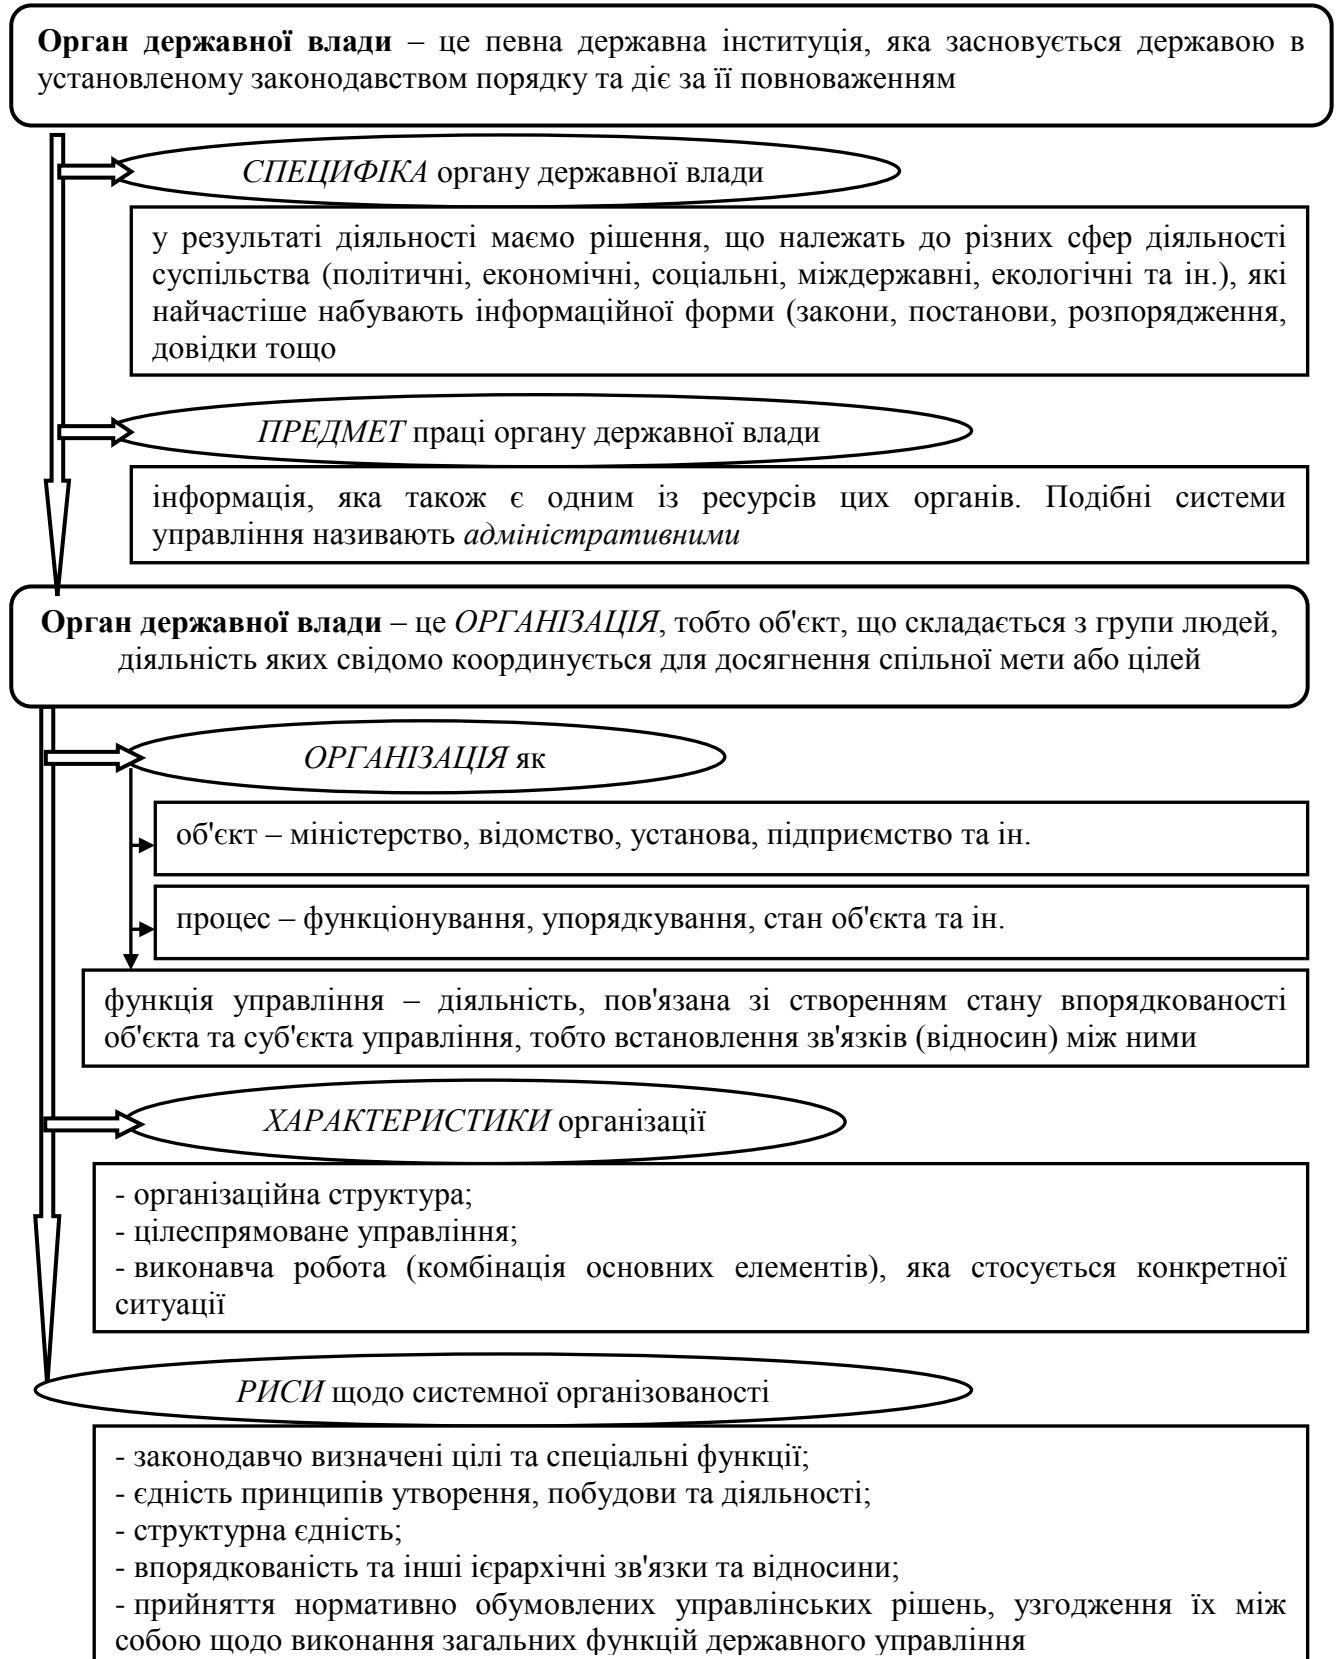 Орган державної влади – це певна державна інституція, яка засновується державою в
установленому законодавством порядку та діє за її повноваженням
СПЕЦИФІКА органу державної влади
у результаті діяльності маємо рішення, що належать до різних сфер діяльності
суспільства (політичні, економічні, соціальні, міждержавні, екологічні та ін.), які
найчастіше набувають інформаційної форми (закони, постанови, розпорядження,
довідки тощо
ПРЕДМЕТ праці органу державної влади
інформація, яка також є одним із ресурсів цих органів. Подібні системи
управління називають адміністративними
Орган державної влади – це ОРГАНІЗАЦІЯ, тобто об'єкт, що складається з групи людей,
діяльність яких свідомо координується для досягнення спільної мети або цілей
ОРГАНІЗАЦІЯ як
об'єкт – міністерство, відомство, установа, підприємство та ін.
процес – функціонування, упорядкування, стан об'єкта та ін.
функція управління – діяльність, пов'язана зі створенням стану впорядкованості
об'єкта та суб'єкта управління, тобто встановлення зв'язків (відносин) між ними
ХАРАКТЕРИСТИКИ організації
- організаційна структура;
- цілеспрямоване управління;
- виконавча робота (комбінація основних елементів), яка стосується конкретної
ситуації
РИСИ щодо системної організованості
- законодавчо визначені цілі та спеціальні функції;
- єдність принципів утворення, побудови та діяльності;
- структурна єдність;
- впорядкованість та інші ієрархічні зв'язки та відносини;
- прийняття нормативно обумовлених управлінських рішень, узгодження їх між
собою щодо виконання загальних функцій державного управління